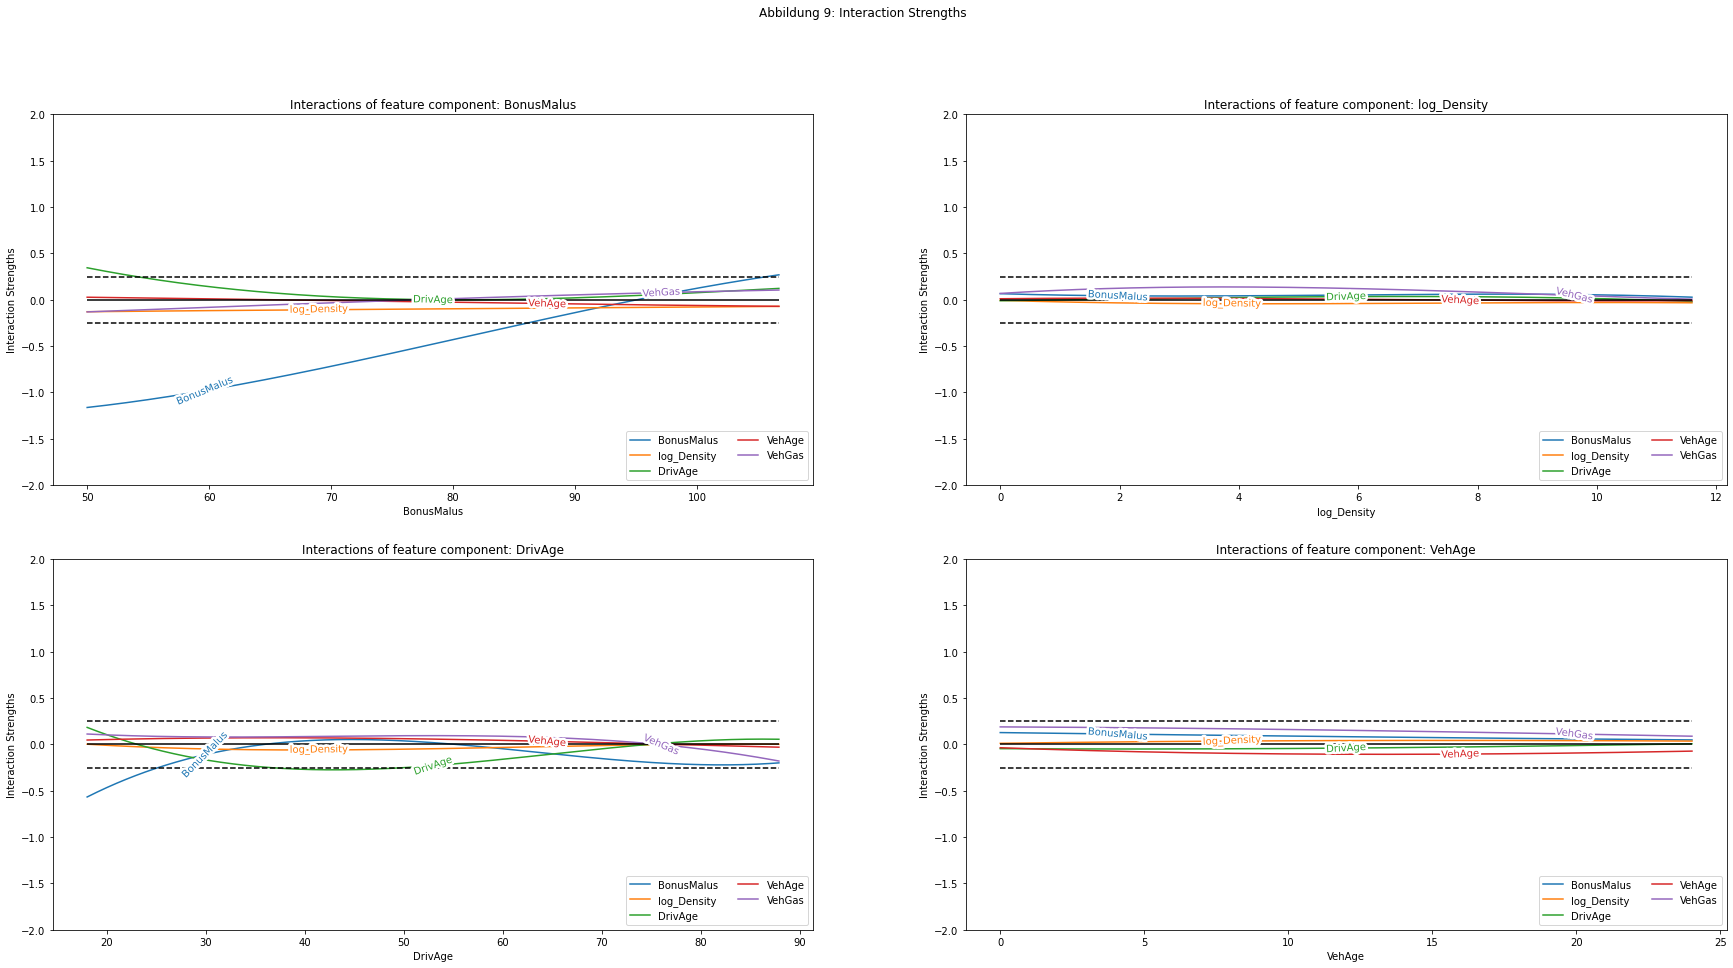 Abbildung 9: Interaction Strengths
Interactions of feature component: BonusMalus
Interaction Strengths
2.0
1.5
1.0
0.5
0.0
−0.5
−1.0
−1.5
−2.0
BonusMalus
log_Density
DrivAge
VehAge
VehGas
BonusMalus VehAge
log_Density VehGas
DrivAge
50 60 70 80 90 100
BonusMalus
Interactions of feature component: log_Density
Interaction Strengths
2.0
1.5
1.0
0.5
0.0
−0.5
−1.0
−1.5
−2.0
BonusMalus
log_Density
DrivAge
VehAge
VehGas
BonusMalus VehAge
log_Density VehGas
DrivAge
0 2 4 6 8 10 12
log_Density
Interactions of feature component: DrivAge
Interaction Strengths
2.0
1.5
1.0
0.5
0.0
−0.5
−1.0
−1.5
−2.0
BonusMalus
log_Density
DrivAge
VehAge
VehGas
BonusMalus VehAge
log_Density VehGas
DrivAge
20 30 40 50 60 70 80 90
DrivAge
Interactions of feature component: VehAge
Interaction Strengths
2.0
1.5
1.0
0.5
0.0
−0.5
−1.0
−1.5
−2.0
BonusMalus
log_Density
DrivAge
VehAge
VehGas
BonusMalus VehAge
log_Density VehGas
DrivAge
0 5 10 15 20 25
VehAge